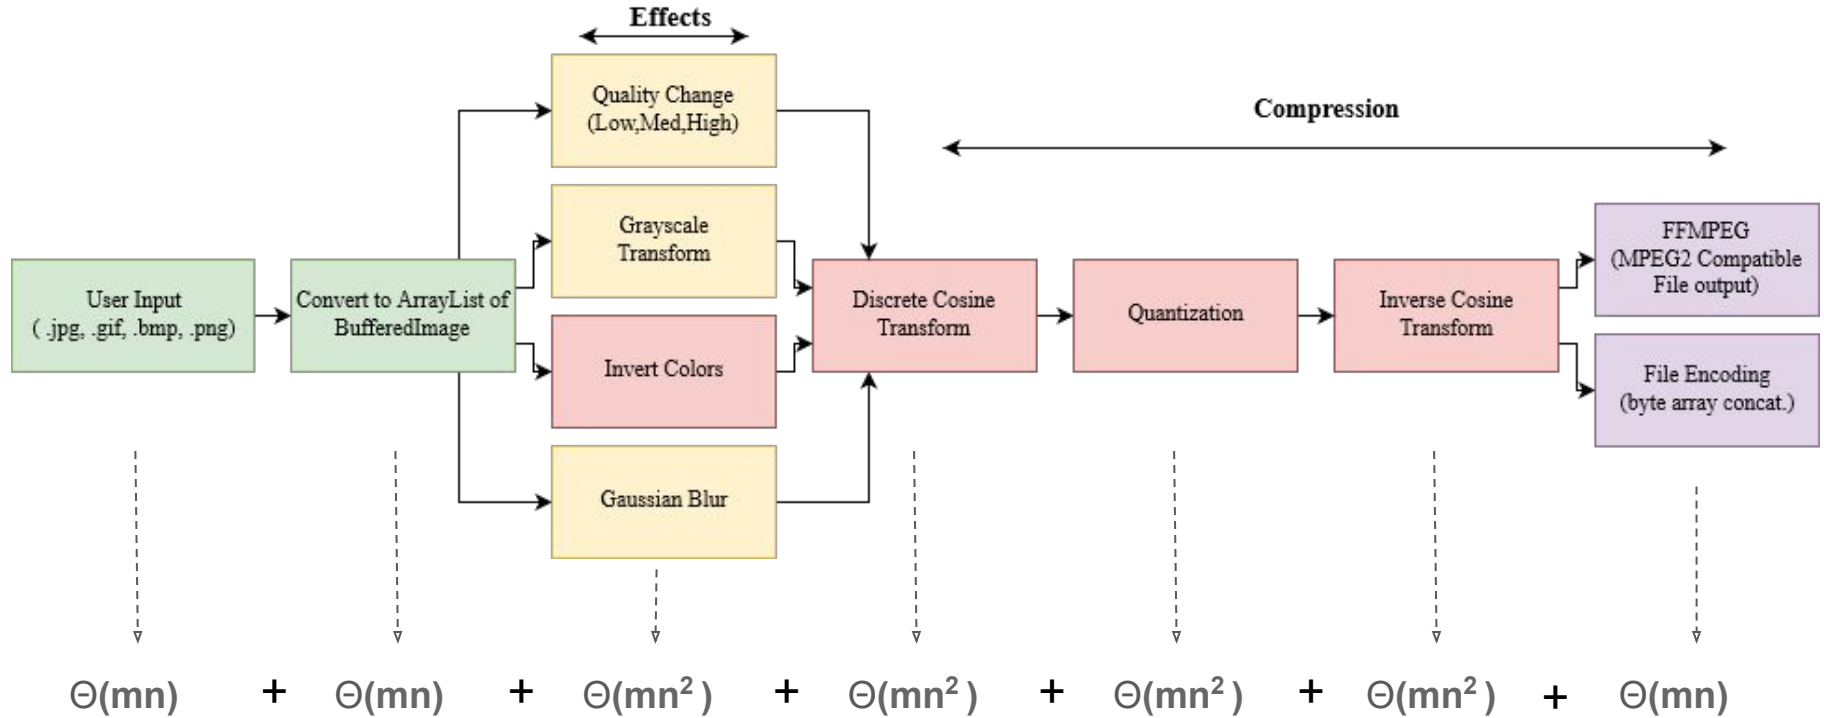 Effects
Quality Change
(Low,Med,High)
Compression
Grayscale
Transform
FFMPEG
(MPEG2 Compatible
File output)
User Input
( .jpg, .gif, .bmp, .png)
Convert to ArrayList of
BufferedImage
Discrete Cosine
Transform
Quantization
Inverse Cosine
Transform
Invert Colors
File Encoding
(byte array concat.)
Gaussian Blur
Θ(mn) + Θ(mn) + Θ(mn²) + Θ(mn²) + Θ(mn²) + Θ(mn²) + Θ(mn)